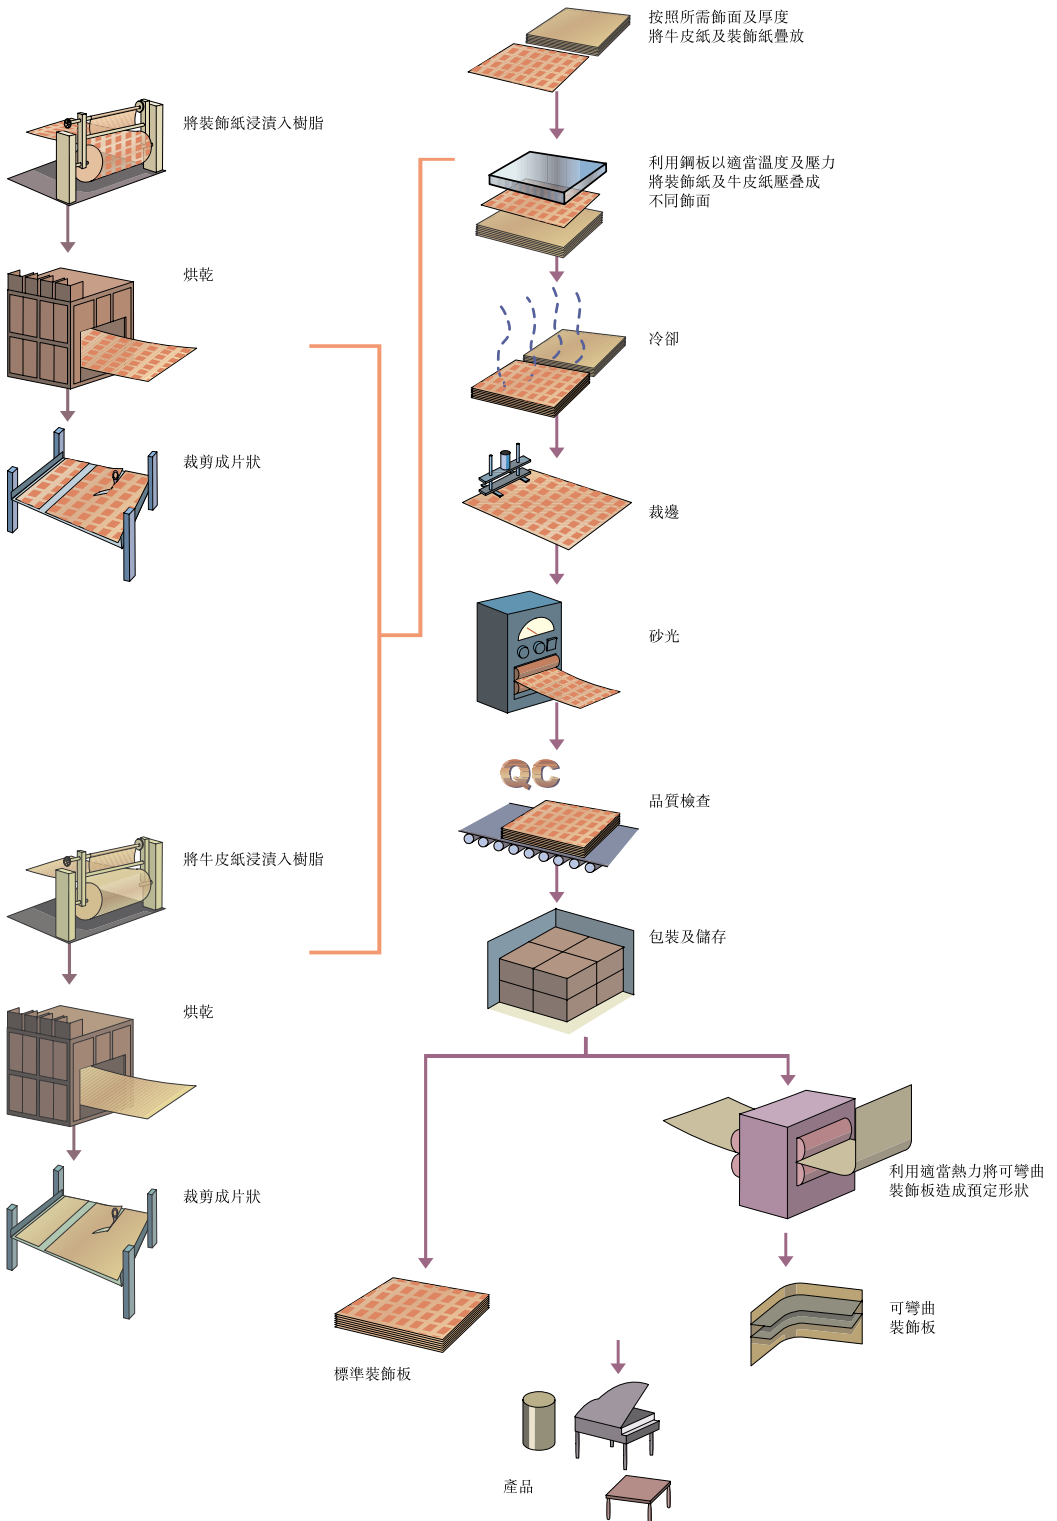 將裝飾紙浸漬入樹脂
烘乾
裁剪成片狀
將牛皮紙浸漬入樹脂
烘乾
裁剪成片狀
按照所需飾面及厚度
將牛皮紙及裝飾紙疊放
利用鋼板以適當溫度及壓力
將裝飾紙及牛皮紙壓叠成
不同飾面
冷卻
裁邊
砂光
QC
品質檢查
包裝及儲存
利用適當熱力將可彎曲
裝飾板造成預定形狀
可彎曲
裝飾板
標準裝飾板
產品